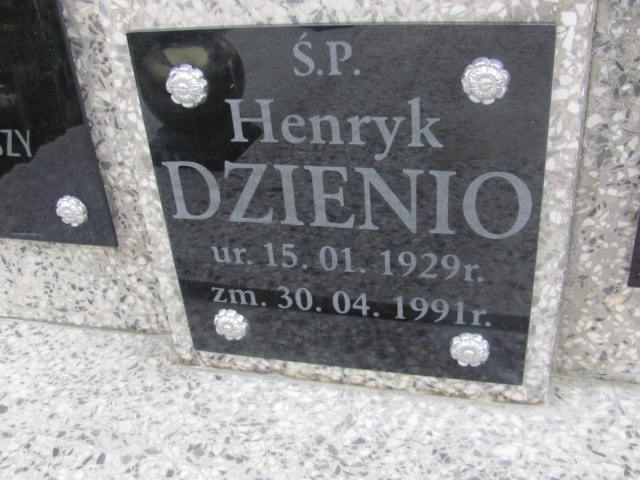 Ś.P.
Henryk
DZIENIO
ur. 15. 01. 1929r.
zm. 30. 04. 1991r.